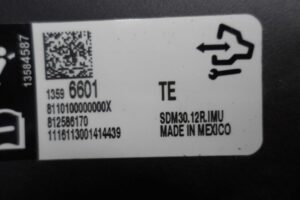 13584587
1359 6601
TE
8110100000000X
812586170
1116113001414439
SDM30.12R.IMU
MADE IN MEXICO